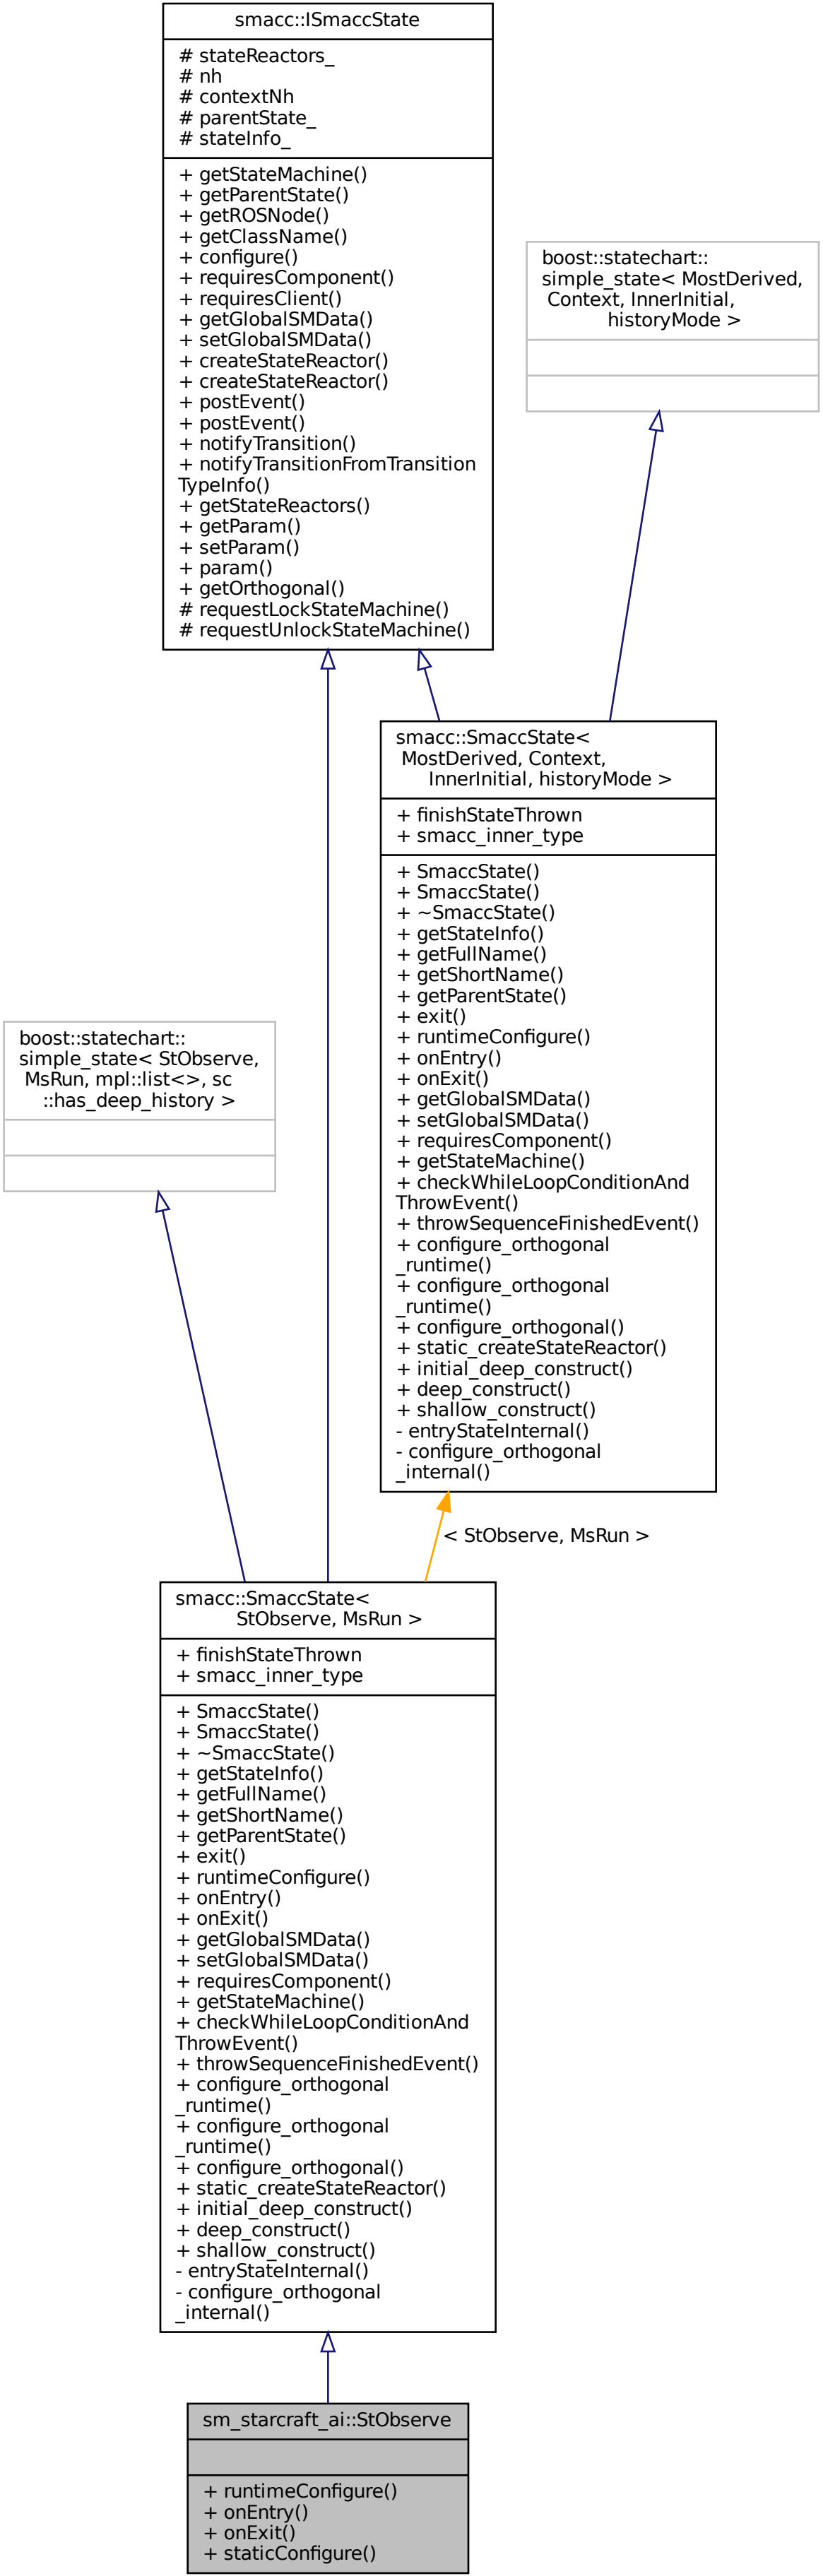 smacc::ISmaccState
# stateReactors_
# nh
# contextNh
# parentState_
# stateInfo_
+ getStateMachine()
+ getParentState()
+ getROSNode()
+ getClassName()
+ configure()
+ requiresComponent()
+ requiresClient()
+ getGlobalSMData()
+ setGlobalSMData()
+ createStateReactor()
+ createStateReactor()
+ postEvent()
+ postEvent()
+ notifyTransition()
+ notifyTransitionFromTransition
TypeInfo()
+ getStateReactors()
+ getParam()
+ setParam()
+ param()
+ getOrthogonal()
# requestLockStateMachine()
# requestUnlockStateMachine()
boost::statechart::
simple_state< MostDerived,
Context, InnerInitial,
historyMode >
smacc::SmaccState<
MostDerived, Context,
InnerInitial, historyMode >
+ finishStateThrown
+ smacc_inner_type
+ SmaccState()
+ SmaccState()
+ ~SmaccState()
+ getStateInfo()
+ getFullName()
+ getShortName()
+ getParentState()
+ exit()
+ runtimeConfigure()
+ onEntry()
+ onExit()
+ getGlobalSMData()
+ setGlobalSMData()
+ requiresComponent()
+ getStateMachine()
+ checkWhileLoopConditionAnd
ThrowEvent()
+ throwSequenceFinishedEvent()
+ configure_orthogonal
_runtime()
+ configure_orthogonal
_runtime()
+ configure_orthogonal()
+ static_createStateReactor()
+ initial_deep_construct()
+ deep_construct()
+ shallow_construct()
- entryStateInternal()
- configure_orthogonal
_internal()
boost::statechart::
simple_state< StObserve,
MsRun, mpl::list<>, sc
::has_deep_history >
< StObserve, MsRun >
smacc::SmaccState<
StObserve, MsRun >
+ finishStateThrown
+ smacc_inner_type
+ SmaccState()
+ SmaccState()
+ ~SmaccState()
+ getStateInfo()
+ getFullName()
+ getShortName()
+ getParentState()
+ exit()
+ runtimeConfigure()
+ onEntry()
+ onExit()
+ getGlobalSMData()
+ setGlobalSMData()
+ requiresComponent()
+ getStateMachine()
+ checkWhileLoopConditionAnd
ThrowEvent()
+ throwSequenceFinishedEvent()
+ configure_orthogonal
_runtime()
+ configure_orthogonal
_runtime()
+ configure_orthogonal()
+ static_createStateReactor()
+ initial_deep_construct()
+ deep_construct()
+ shallow_construct()
- entryStateInternal()
- configure_orthogonal
_internal()
sm_starcraft_ai::StObserve
+ runtimeConfigure()
+ onEntry()
+ onExit()
+ staticConfigure()